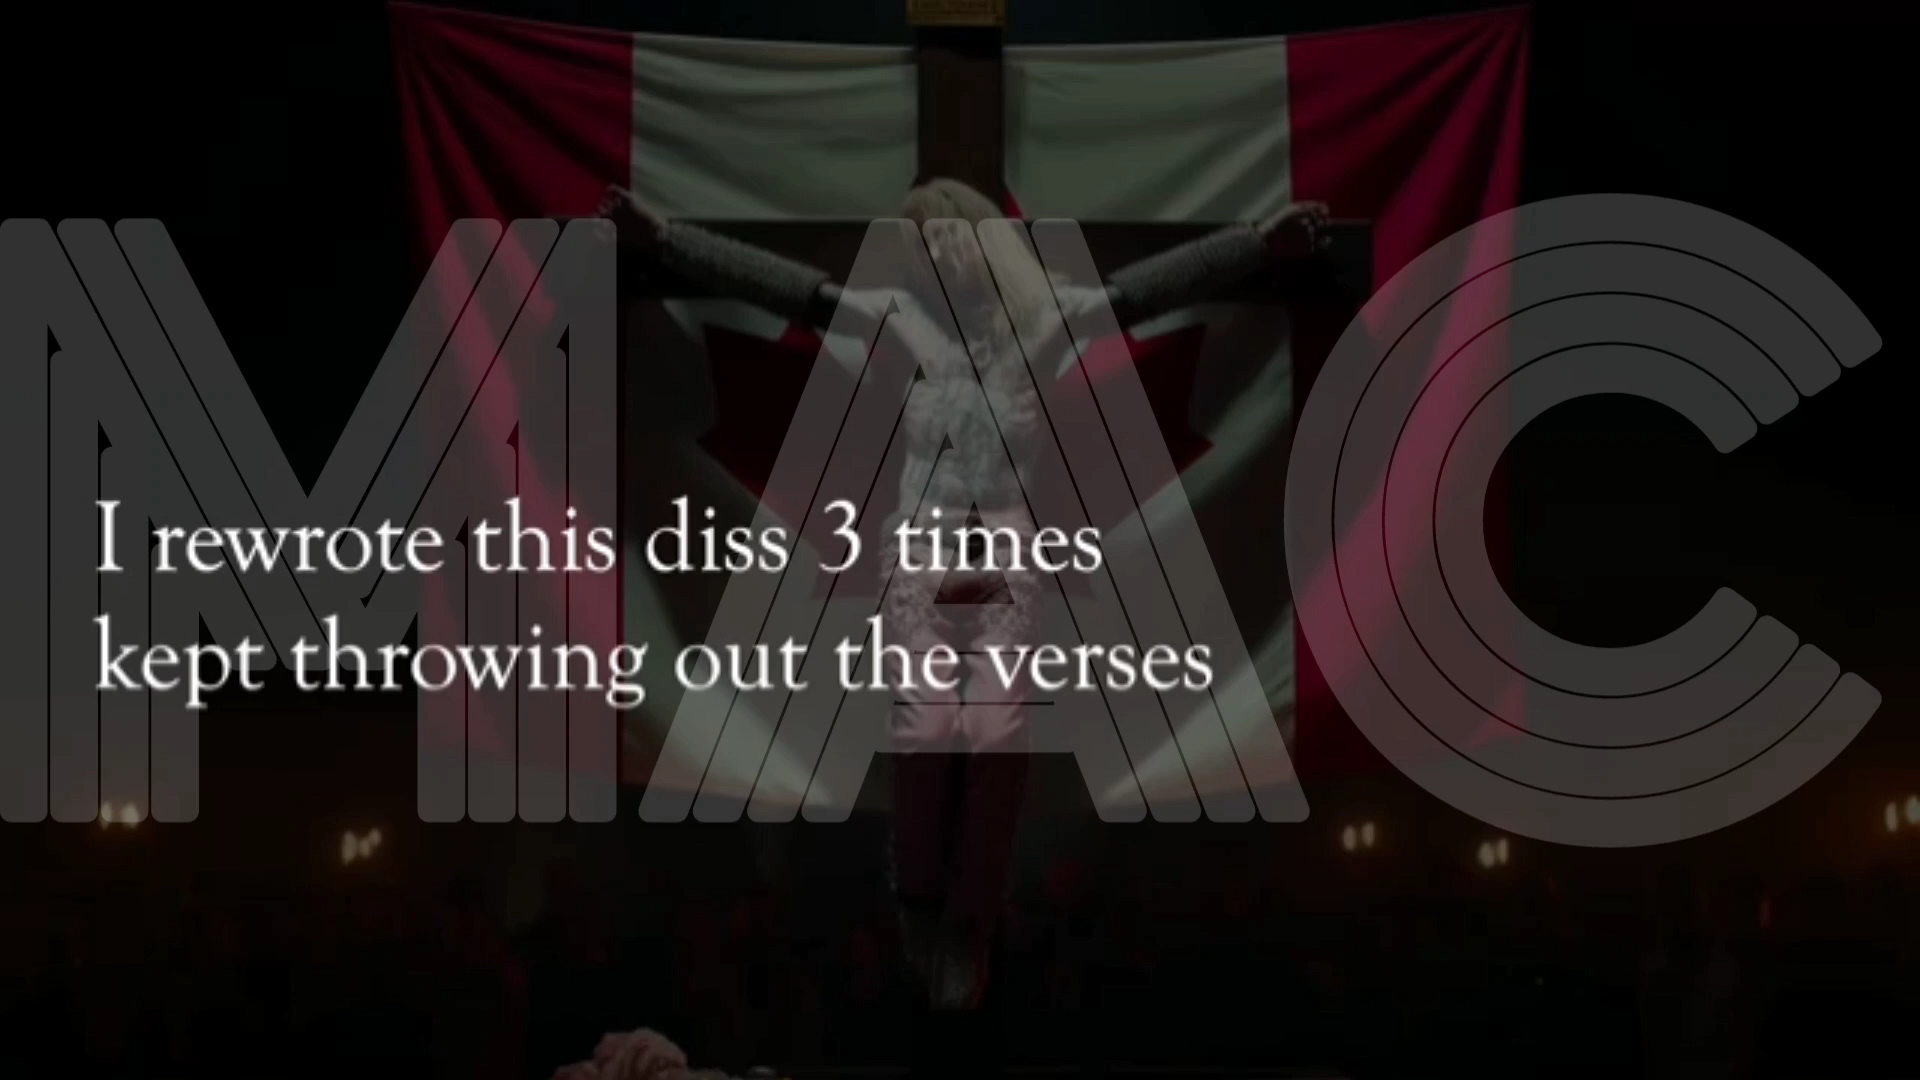 MAC
I rewrote this diss 3 times
kept throwing out the verses